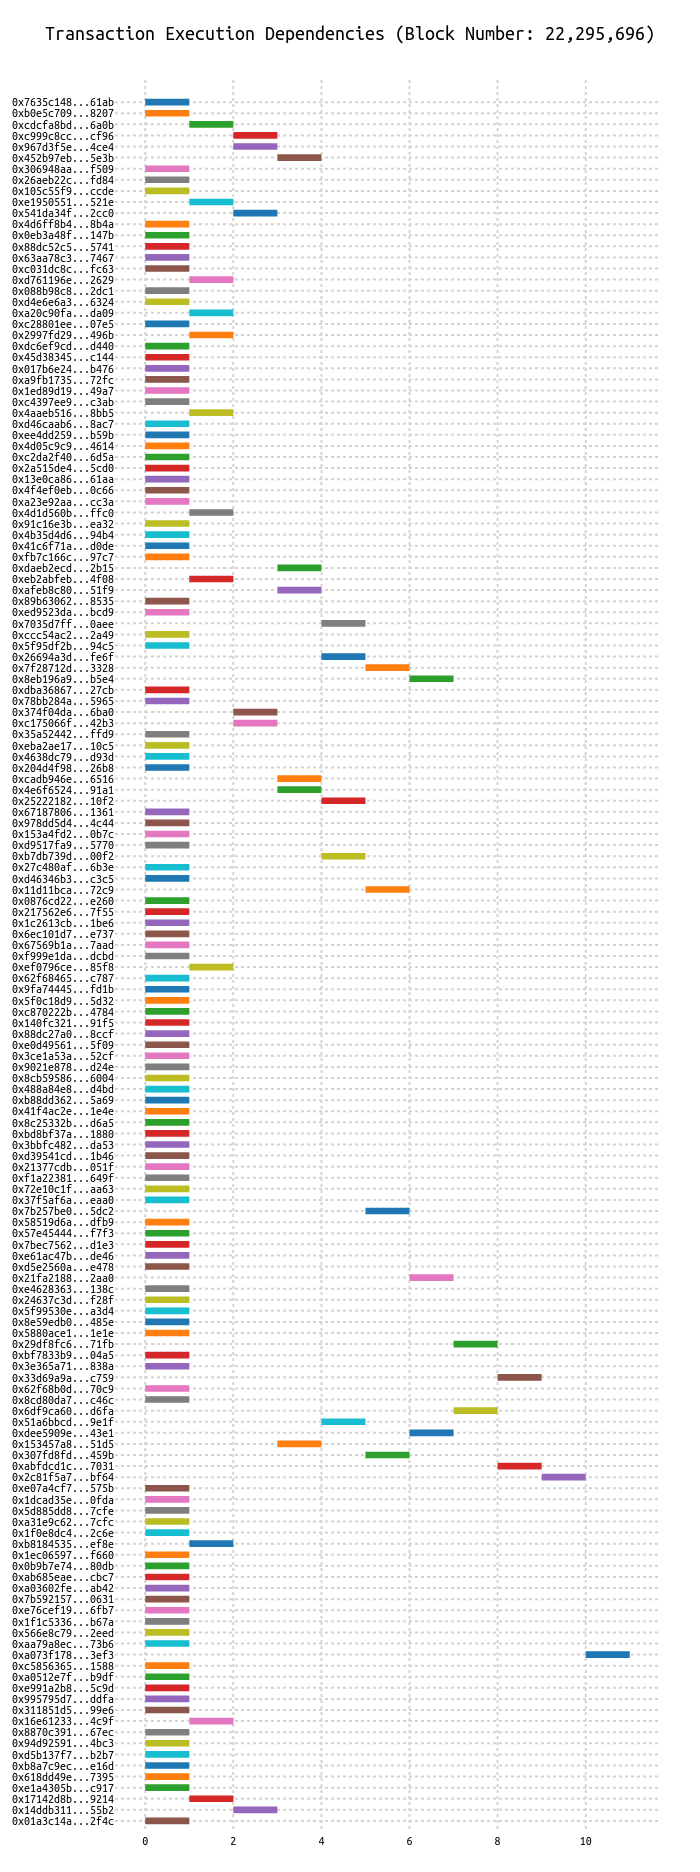 Transaction Execution Dependencies (Block Number: 22,295,696)
0x7635c148...61ab
0xb0e5c709...8207
0xcdcfa8bd...6a0b
0xc999c8cc...cf96
0x967d3f5e...4ce4
0x452b97eb...5e3b
0x306948aa...f509
0x26aeb22c...fd84
0x105c55f9...ccde
0xe1950551...521e
0x541da34f...2cc0
0x4d6ff8b4...8b4a
0x0eb3a48f...147b
0x88dc52c5...5741
0x63aa78c3...7467
0xc031dc8c...fc63
0xd761196e...2629
0x088b98c8...2dc1
0xd4e6e6a3...6324
0xa20c90fa...da09
0xc28801ee...07e5
0x2997fd29...496b
0xdc6ef9cd...d440
0x45d38345...c144
0x017b6e24...b476
0xa9fb1735...72fc
0x1ed89d19...49a7
0xc4397ee9...c3ab
0x4aaeb516...8bb5
0xd46caab6...8ac7
0xee4dd259...b59b
0x4d05c9c9...4614
0xc2da2f40...6d5a
0x2a515de4...5cd0
0x13e0ca86...61aa
0x4f4ef0eb...0c66
0xa23e92aa...cc3a
0x4d1d560b...ffc0
0x91c16e3b...ea32
0x4b35d4d6...94b4
0x41c6f71a...d0de
0xfb7c166c...97c7
0xdaeb2ecd...2b15
0xeb2abfeb...4f08
0xafeb8c80...51f9
0x89b63062...8535
0xed9523da...bcd9
0x7035d7ff...0aee
0xccc54ac2...2a49
0x5f95df2b...94c5
0x26694a3d...fe6f
0x7f28712d...3328
0x8eb196a9...b5e4
0xdba36867...27cb
0x78bb284a...5965
0x374f04da...6ba0
0xc175066f...42b3
0x35a52442...ffd9
0xeba2ae17...10c5
0x4638dc79...d93d
0x204d4f98...26b8
0xcadb946e...6516
0x4e6f6524...91a1
0x25222182...10f2
0x67187806...1361
0x978dd5d4...4c44
0x153a4fd2...0b7c
0xd9517fa9...5770
0xb7db739d...00f2
0x27c480af...6b3e
0xd46346b3...c3c5
0x11d11bca...72c9
0x0876cd22...e260
0x217562e6...7f55
0x1c2613cb...1be6
0x6ec101d7...e737
0x67569b1a...7aad
0xf999e1da...dcbd
0xef0796ce...85f8
0x62f68465...c787
0x9fa74445...fd1b
0x5f0c18d9...5d32
0xc870222b...4784
0x140fc321...91f5
0x88dc27a0...8ccf
0xe0d49561...5f09
0x3ce1a53a...52cf
0x9021e878...d24e
0x8cb59586...6004
0x488a84e8...d4bd
0xb88dd362...5a69
0x41f4ac2e...1e4e
0x8c25332b...d6a5
0xbd8bf37a...1880
0x3bbfc482...da53
0xd39541cd...1b46
0x21377cdb...051f
0xf1a22381...649f
0x72e10c1f...aa63
0x37f5af6a...eaa0
0x7b257be0...5dc2
0x58519d6a...dfb9
0x57e45444...f7f3
0x7bec7562...d1e3
0xe61ac47b...de46
0xd5e2560a...e478
0x21fa2188...2aa0
0xe4628363...138c
0x24637c3d...f28f
0x5f99530e...a3d4
0x8e59edb0...485e
0x5880ace1...1e1e
0x29df8fc6...71fb
0xbf7833b9...04a5
0x3e365a71...838a
0x33d69a9a...c759
0x62f68b0d...70c9
0x8cd80da7...c46c
0x6df9ca60...d6fa
0x51a6bbcd...9e1f
0xdee5909e...43e1
0x153457a8...51d5
0x307fd8fd...459b
0xabfdcd1c...7031
0x2c81f5a7...bf64
0xe07a4cf7...575b
0x1dcad35e...0fda
0x5d885dd8...7cfe
0xa31e9c62...7cfc
0x1f0e8dc4...2c6e
0xb8184535...ef8e
0x1ec06597...f660
0x0b9b7e74...80db
0xab685eae...cbc7
0xa03602fe...ab42
0x7b592157...0631
0xe76cef19...6fb7
0x1f1c5336...b67a
0x566e8c79...2eed
0xaa79a8ec...73b6
0xa073f178...3ef3
0xc5856365...1588
0xa0512e7f...b9df
0xe991a2b8...5c9d
0x995795d7...ddfa
0x311851d5...99e6
0x16e61233...4c9f
0x8870c391...67ec
0x94d92591...4bc3
0xd5b137f7...b2b7
0xb8a7c9ec...e16d
0x618dd49e...7395
0xe1a4305b...c917
0x17142d8b...9214
0x14ddb311...55b2
0x01a3c14a...2f4c
0 2 4 6 8 10